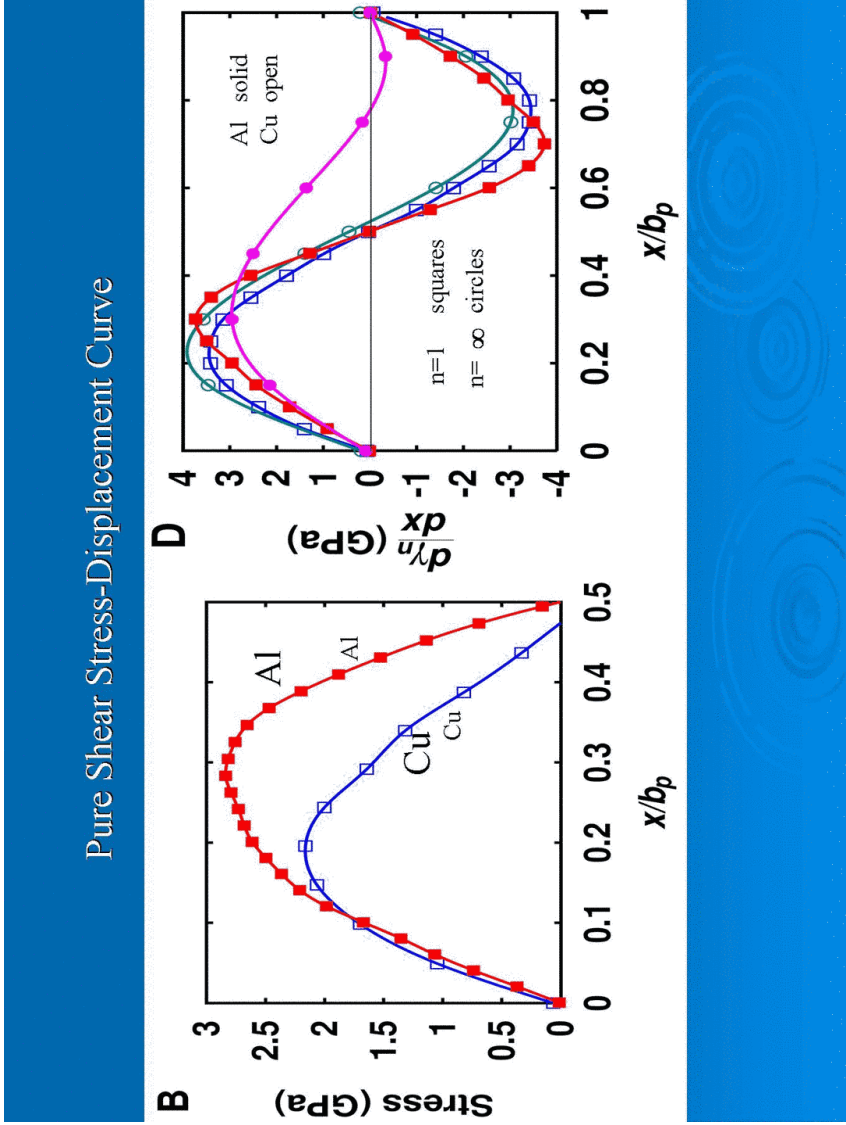 Pure Shear Stress-Displacement Curve
B
Stress (GPa)
3
2.5
2
1.5
1
0.5
0
0 0.1 0.2 0.3 0.4 0.5
x/bp
Al
Al
Cu
Cu
D
dγn/dx (GPa)
4
3
2
1
0
-1
-2
-3
-4
0 0.2 0.4 0.6 0.8 1
x/bp
Al solid
Cu open
n=1 squares
n= ∞ circles